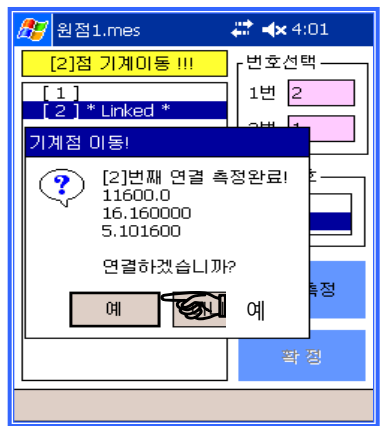 원점1.mes 4:01
[2]점 기계이동 !!!
번호선택
[ 1 ]
[ 2 ] * Linked *
1번 2
기계점 이동!
[2]번째 연결 측정완료!
11600.0
16.160000
5.101600
연결하겠습니까?
측정
예
예
확 정